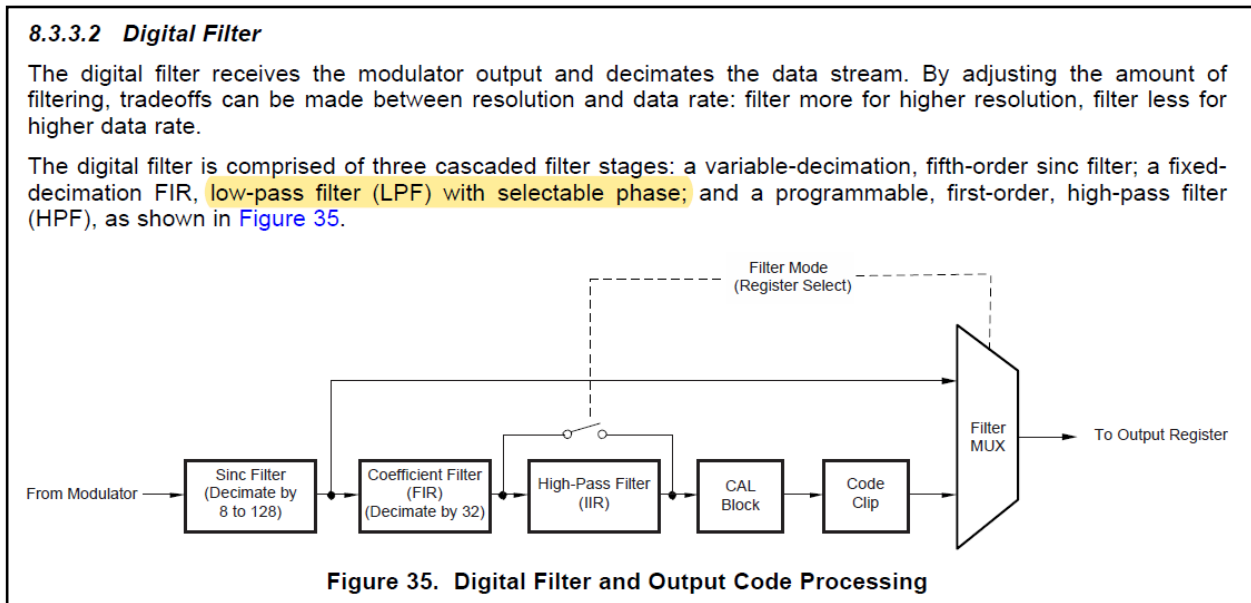 8.3.3.2 Digital Filter
The digital filter receives the modulator output and decimates the data stream. By adjusting the amount of
filtering, tradeoffs can be made between resolution and data rate: filter more for higher resolution, filter less for
higher data rate.
The digital filter is comprised of three cascaded filter stages: a variable-decimation, fifth-order sinc filter; a fixed-
decimation FIR, low-pass filter (LPF) with selectable phase; and a programmable, first-order, high-pass filter
(HPF), as shown in Figure 35.
Filter Mode
(Register Select)
Filter
MUX
To Output Register
From Modulator
Sinc Filter
(Decimate by
8 to 128)
Coefficient Filter
(FIR)
(Decimate by 32)
High-Pass Filter
(IIR)
CAL
Block
Code
Clip
Figure 35. Digital Filter and Output Code Processing